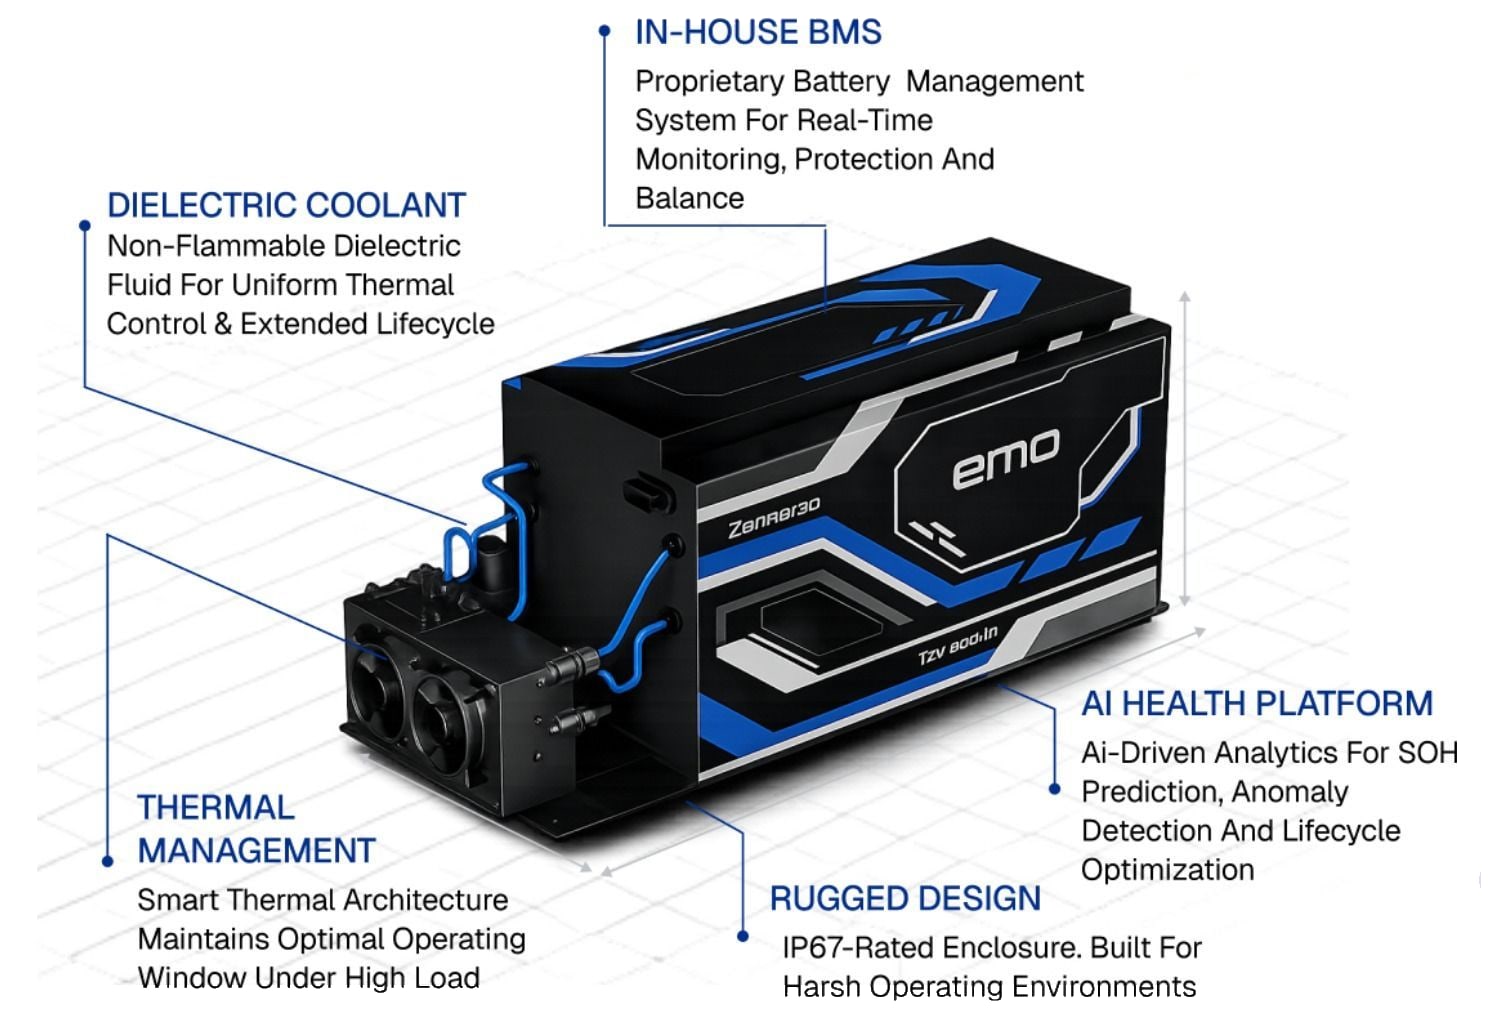 IN-HOUSE BMS
Proprietary Battery Management
System For Real-Time
Monitoring, Protection And
Balance
DIELECTRIC COOLANT
Non-Flammable Dielectric
Fluid For Uniform Thermal
Control & Extended Lifecycle
emo
THERMAL
MANAGEMENT
Smart Thermal Architecture
Maintains Optimal Operating
Window Under High Load
AI HEALTH PLATFORM
Ai-Driven Analytics For SOH
Prediction, Anomaly
Detection And Lifecycle
Optimization
RUGGED DESIGN
IP67-Rated Enclosure. Built For
Harsh Operating Environments